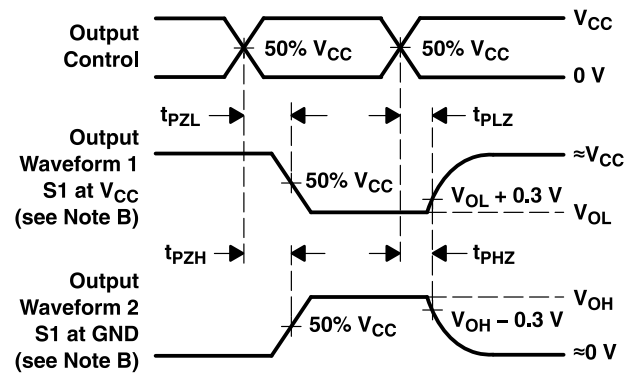 Output
Control
50% VCC
50% VCC
VCC
0 V
tPZL
tPLZ
Output
Waveform 1
S1 at VCC
(see Note B)
50% VCC
≈VCC
VOL + 0.3 V
VOL
tPZH
tPHZ
Output
Waveform 2
S1 at GND
(see Note B)
50% VCC
VOH
VOH − 0.3 V
≈0 V